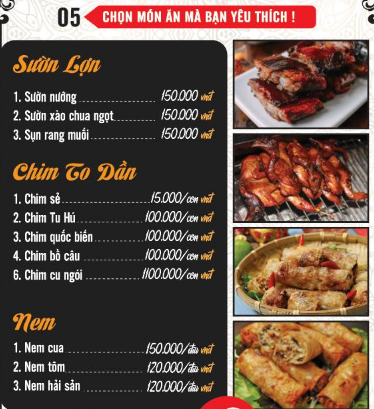 05 CHỌN MÓN ĂN MÀ BẠN YÊU THÍCH !
Sườn Lợn
1. Sườn nướng 150.000 vnđ
2. Sườn xào chua ngọt 150.000 vnđ
3. Sụn rang muối 150.000 vnđ
Chim To Dần
1. Chim sẻ 15.000/con vnđ
2. Chim Tu Hú 100.000/con vnđ
3. Chim quốc biến 100.000/con vnđ
4. Chim bồ câu 100.000/con vnđ
6. Chim cu ngói 1100.000/con vnđ
Nem
1. Nem cua 150.000/đĩa vnđ
2. Nem tôm 120.000/đĩa vnđ
3. Nem hải sản 120.000/đĩa vnđ